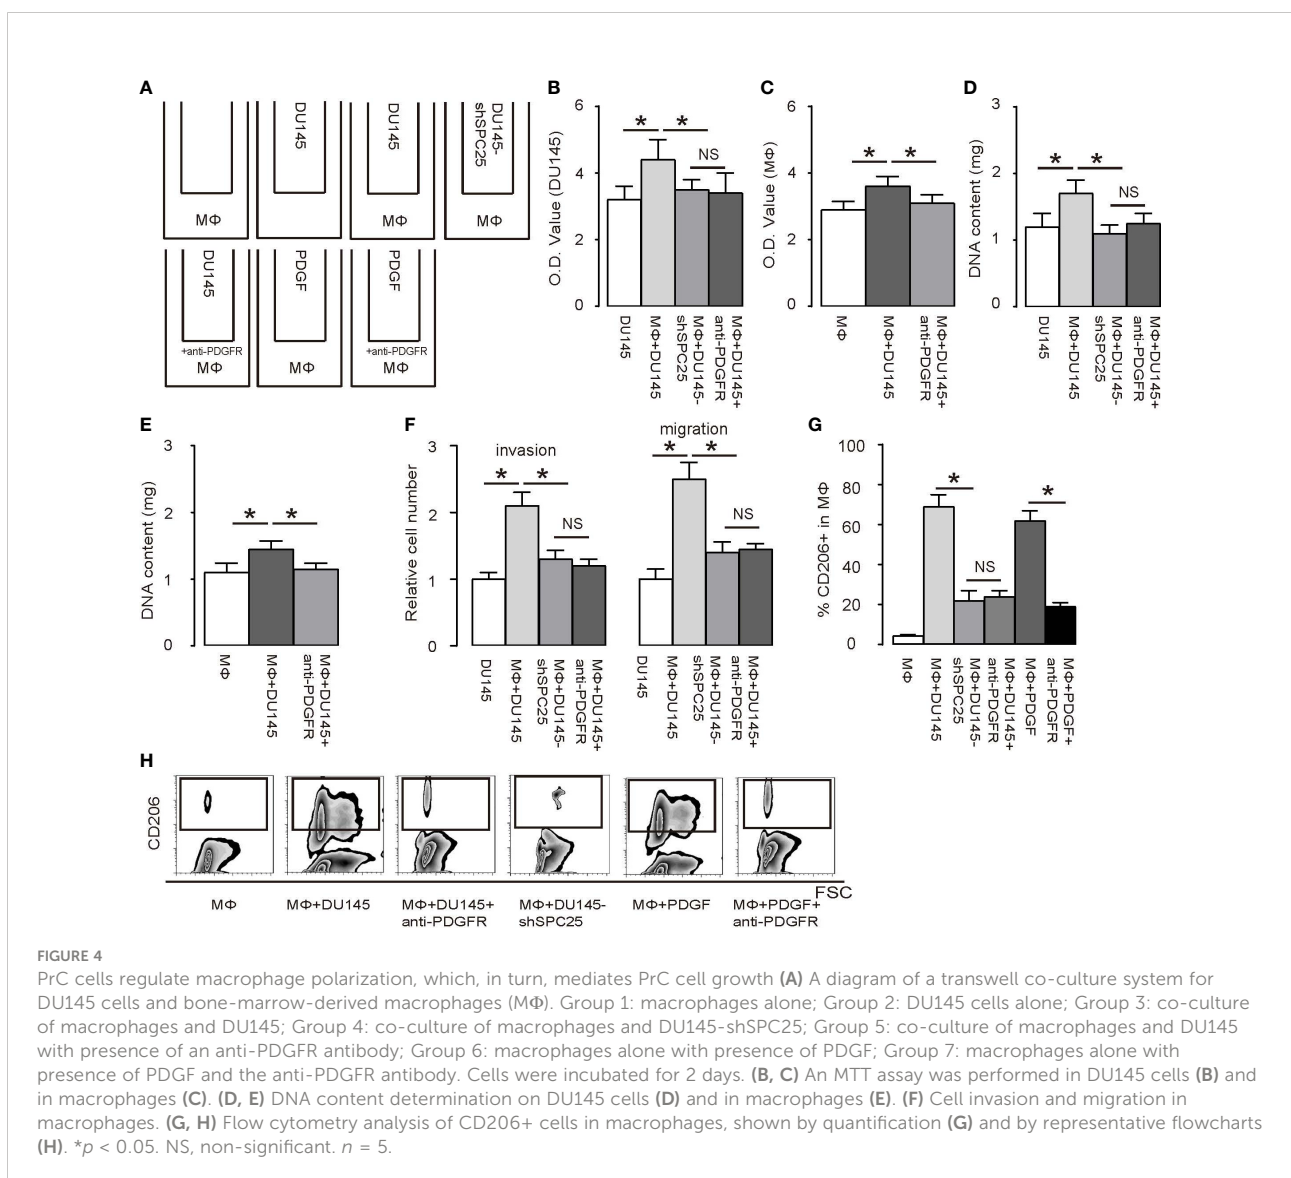 A
DU145
DU145
DU145-
shSPC25
MΦ
MΦ
MΦ
DU145
PDGF
PDGF
+anti-PDGFR
MΦ
MΦ
+anti-PDGFR
MΦ
B
6
4
2
0
O.D. Value (DU145)
*
*
NS
DU145
MΦ+DU145
MΦ+DU145-
shSPC25
MΦ+DU145+
anti-PDGFR
C
6
4
2
0
O.D. Value (MΦ)
*
*
MΦ
MΦ+DU145
MΦ+DU145+
anti-PDGFR
D
3
2
1
0
DNA content (mg)
*
*
NS
DU145
MΦ+DU145
MΦ+DU145-
shSPC25
MΦ+DU145+
anti-PDGFR
E
3
2
1
0
DNA content (mg)
*
*
MΦ
MΦ+DU145
MΦ+DU145+
anti-PDGFR
F
3
2
1
0
Relative cell number
invasion
*
*
NS
DU145
MΦ+DU145
MΦ+DU145-
shSPC25
MΦ+DU145+
anti-PDGFR
migration
*
*
NS
DU145
MΦ+DU145
MΦ+DU145-
shSPC25
MΦ+DU145+
anti-PDGFR
G
100
80
60
40
20
0
% CD206+ in MΦ
*
NS
*
MΦ
MΦ+DU145
MΦ+DU145-
shSPC25
MΦ+DU145+
anti-PDGFR
MΦ+PDGF
MΦ+PDGF+
anti-PDGFR
H
CD206
FSC
MΦ
MΦ+DU145
MΦ+DU145+
anti-PDGFR
MΦ+DU145-
shSPC25
MΦ+PDGF
MΦ+PDGF+
anti-PDGFR
FIGURE 4
PrC cells regulate macrophage polarization, which, in turn, mediates PrC cell growth (A) A diagram of a transwell co-culture system for
DU145 cells and bone-marrow-derived macrophages (MΦ). Group 1: macrophages alone; Group 2: DU145 cells alone; Group 3: co-culture
of macrophages and DU145; Group 4: co-culture of macrophages and DU145-shSPC25; Group 5: co-culture of macrophages and DU145
with presence of an anti-PDGFR antibody; Group 6: macrophages alone with presence of PDGF; Group 7: macrophages alone with
presence of PDGF and the anti-PDGFR antibody. Cells were incubated for 2 days. (B, C) An MTT assay was performed in DU145 cells (B) and
in macrophages (C). (D, E) DNA content determination on DU145 cells (D) and in macrophages (E). (F) Cell invasion and migration in
macrophages. (G, H) Flow cytometry analysis of CD206+ cells in macrophages, shown by quantification (G) and by representative flowcharts
(H). *p < 0.05. NS, non-significant. n = 5.